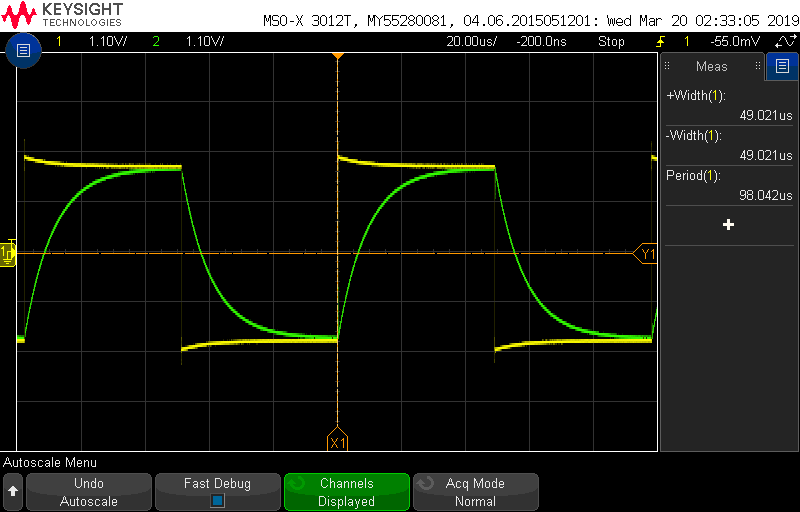 KEYSIGHT
TECHNOLOGIES
MSO-X 3012T, MY55280081, 04.06.2015051201: Wed Mar 20 02:33:05 2019
1 1.10V/ 2 1.10V/ 20.00us/ -200.0ns Stop 1 -55.0mV
Meas
+Width(1):
49.021us
-Width(1):
49.021us
Period(1):
98.042us
T
1
Y1
X1
Autoscale Menu
Undo
Autoscale
Fast Debug
Channels
Displayed
Acq Mode
Normal